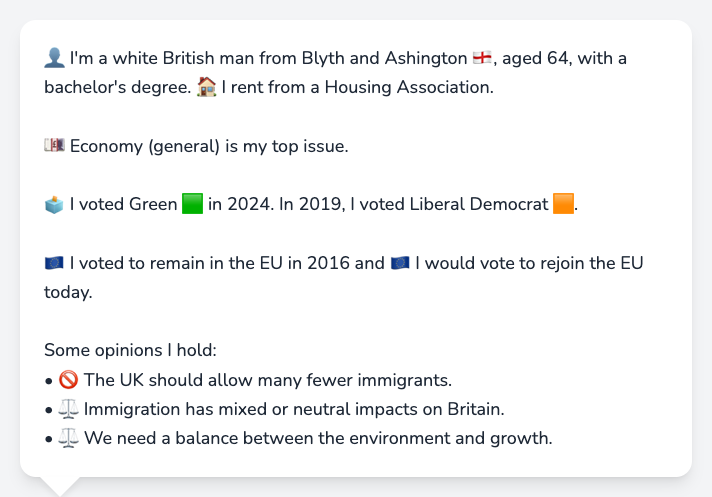 👤 I'm a white British man from Blyth and Ashington 🏴󠁧󠁢󠁥󠁮󠁧󠁿, aged 64, with a
bachelor's degree. 🏠 I rent from a Housing Association.
💷 Economy (general) is my top issue.
🗳️ I voted Green 🟩 in 2024. In 2019, I voted Liberal Democrat 🟧.
🇪🇺 I voted to remain in the EU in 2016 and 🇪🇺 I would vote to rejoin the EU
today.
Some opinions I hold:
• 🚫 The UK should allow many fewer immigrants.
• ⚖️ Immigration has mixed or neutral impacts on Britain.
• ⚖️ We need a balance between the environment and growth.